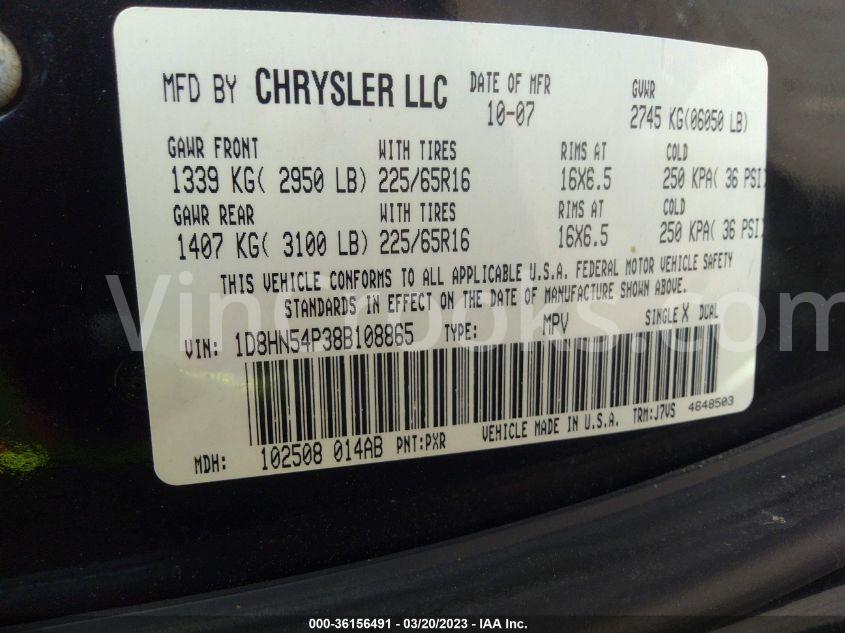 MFD BY CHRYSLER LLC DATE OF MFR GVWR
10-07 2745 KG(06050 LB)
GAWR FRONT WITH TIRES RIMS AT COLD
1339 KG( 2950 LB) 225/65R16 16X6.5 250 KPA( 36 PSI)
GAWR REAR WITH TIRES RIMS AT COLD
1407 KG( 3100 LB) 225/65R16 16X6.5 250 KPA( 36 PSI)
THIS VEHICLE CONFORMS TO ALL APPLICABLE U.S.A. FEDERAL MOTOR VEHICLE SAFETY
STANDARDS IN EFFECT ON THE DATE OF MANUFACTURE SHOWN ABOVE.
VIN: 1D8HN54P38B108865 TYPE: MPV SINGLE X DUAL
MDH: 102508 014AB PNT:PXR VEHICLE MADE IN U.S.A. TRM:J7VS 4648503
000-36156491 - 03/20/2023 - IAA Inc.